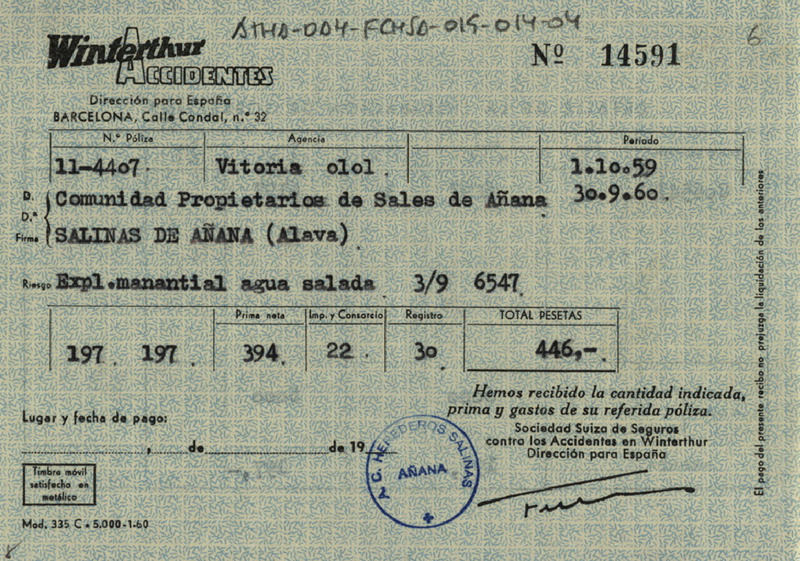 ATHA-DD4-FCHSD-015-014-04
6
Winterthur
ACCIDENTES
Nº 14591
Dirección para España
BARCELONA, Calle Condal, n.º 32
N.º Póliza Agencia Periodo
11-4407. Vitoria 0101. 1.10.59
30.9.60.
D.
D.ª
Firma
Comunidad Propietarios de Sales de Añana
SALINAS DE AÑANA (Alava)
Riesgo Expl.manantial agua salada 3/9 6547
Prima neta Imp. y Consorcio Registro TOTAL PESETAS
197 197. 394. 22. 30 446,-.
Hemos recibido la cantidad indicada,
prima y gastos de su referida póliza.
Sociedad Suiza de Seguros
contra los Accidentes en Winterthur
Dirección para España
Lugar y fecha de pago:
, de de 19
Timbre móvil
satisfecho en
metálico
Mod. 335 C - 5.000-1-60
C. HEREDEROS SALINAS
AÑANA
El pago del presente recibo no prejuzga la liquidación de los anteriores